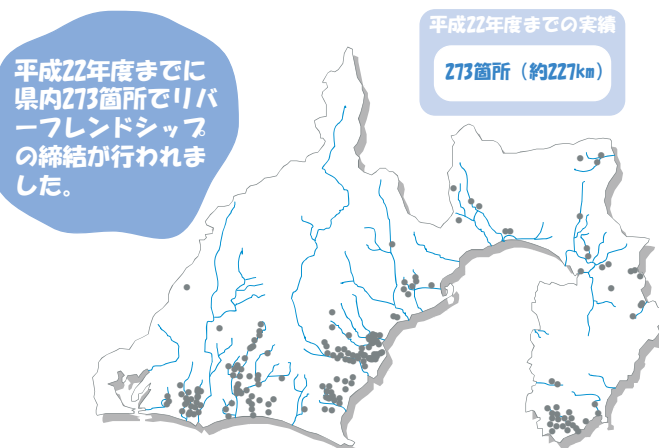 平成22年度までに
県内273箇所でリバ
ーフレンドシップ
の締結が行われま
した。
平成22年度までの実績
273箇所（約227km）